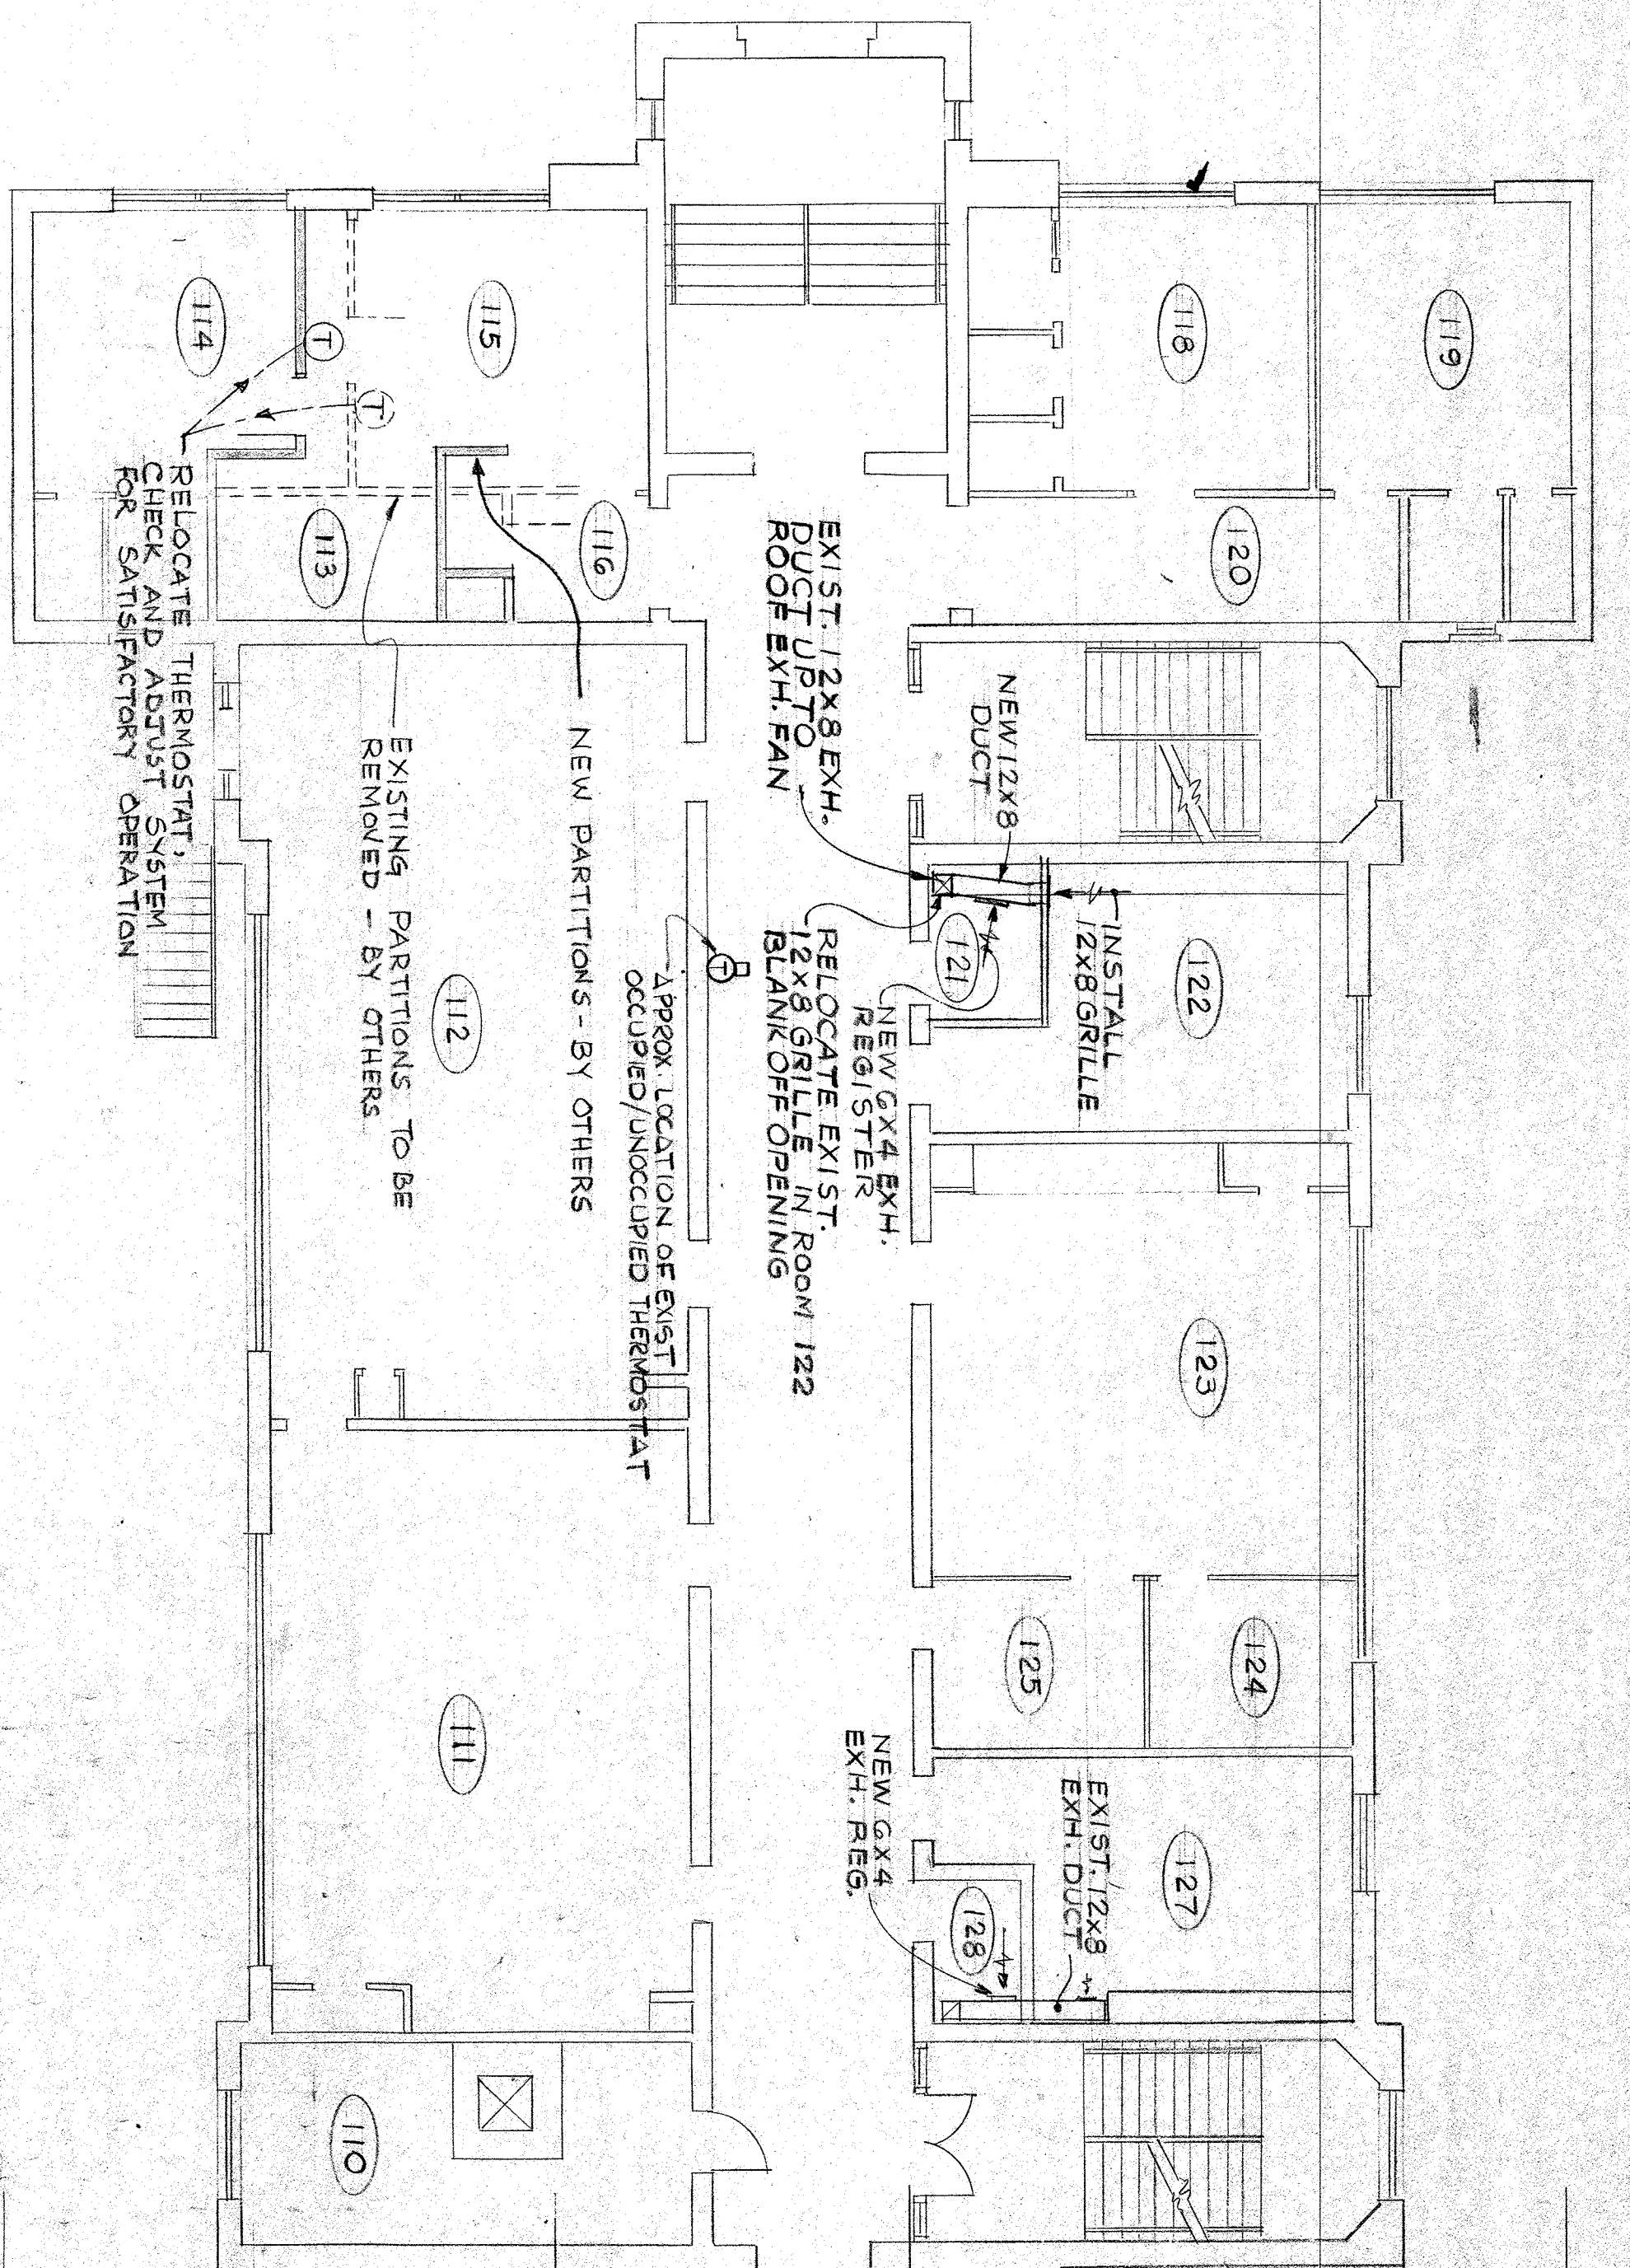 119
118
120
122
123
124
127
INSTALL
12x8 GRILLE
EXIST. 12x8
EXH. DUCT
125
NEW 12x8
DUCT
121
128
NEW 6x4 EXH.
REGISTER
NEW 6x4
EXH. REG.
EXIST. 12x8 EXH.
DUCT UP TO
ROOF EXH. FAN
RELOCATE EXIST.
12x8 GRILLE IN ROOM 122
BLANK OFF OPENING
T
APPROX. LOCATION OF EXIST
OCCUPIED/UNOCCUPIED THERMOSTAT
116
NEW PARTITIONS - BY OTHERS
115
112
111
EXISTING PARTITIONS TO BE
REMOVED - BY OTHERS
T
T
113
110
114
RELOCATE THERMOSTAT,
CHECK AND ADJUST SYSTEM
FOR SATISFACTORY OPERATION